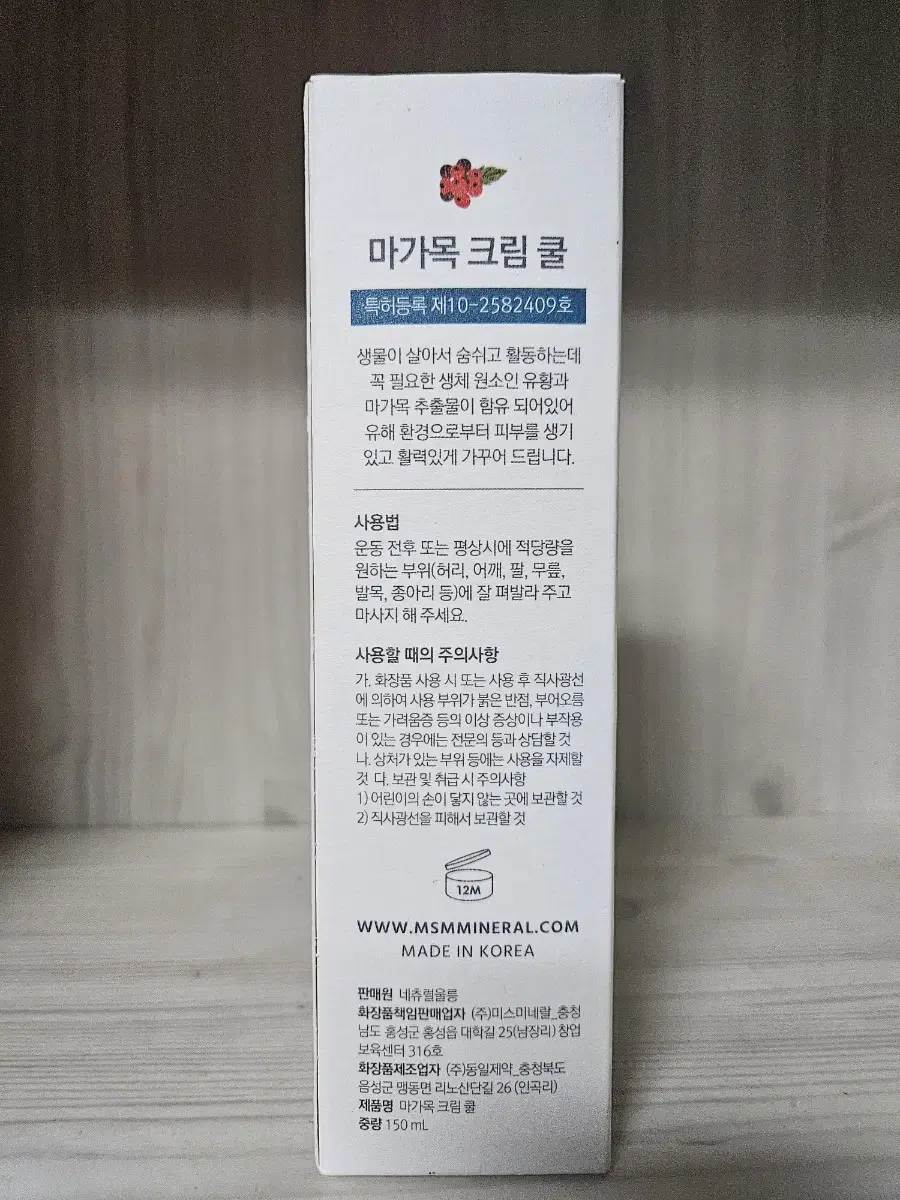 마가목 크림 쿨
특허등록 제10-2582409호
생물이 살아서 숨쉬고 활동하는데
꼭 필요한 생체 원소인 유황과
마가목 추출물이 함유 되어있어
유해 환경으로부터 피부를 생기
있고 활력있게 가꾸어 드립니다.
사용법
운동 전후 또는 평상시에 적당량을
원하는 부위(허리, 어깨, 팔, 무릎,
발목, 종아리 등)에 잘 펴발라 주고
마사지 해 주세요.
사용할 때의 주의사항
가. 화장품 사용 시 또는 사용 후 직사광선
에 의하여 사용 부위가 붉은 반점, 부어오름
또는 가려움증 등의 이상 증상이나 부작용
이 있는 경우에는 전문의 등과 상담할 것
나. 상처가 있는 부위 등에는 사용을 자제할
것 다. 보관 및 취급 시 주의사항
1) 어린이의 손이 닿지 않는 곳에 보관할 것
2) 직사광선을 피해서 보관할 것
12M
WWW.MSMMINERAL.COM
MADE IN KOREA
판매원 네츄럴울릉
화장품책임판매업자 (주)미스미네랄_충청
남도 홍성군 홍성읍 대학길 25(남장리) 창업
보육센터 316호
화장품제조업자 (주)동일제약_충청북도
음성군 맹동면 리노산단길 26 (인곡리)
제품명 마가목 크림 쿨
중량 150 mL